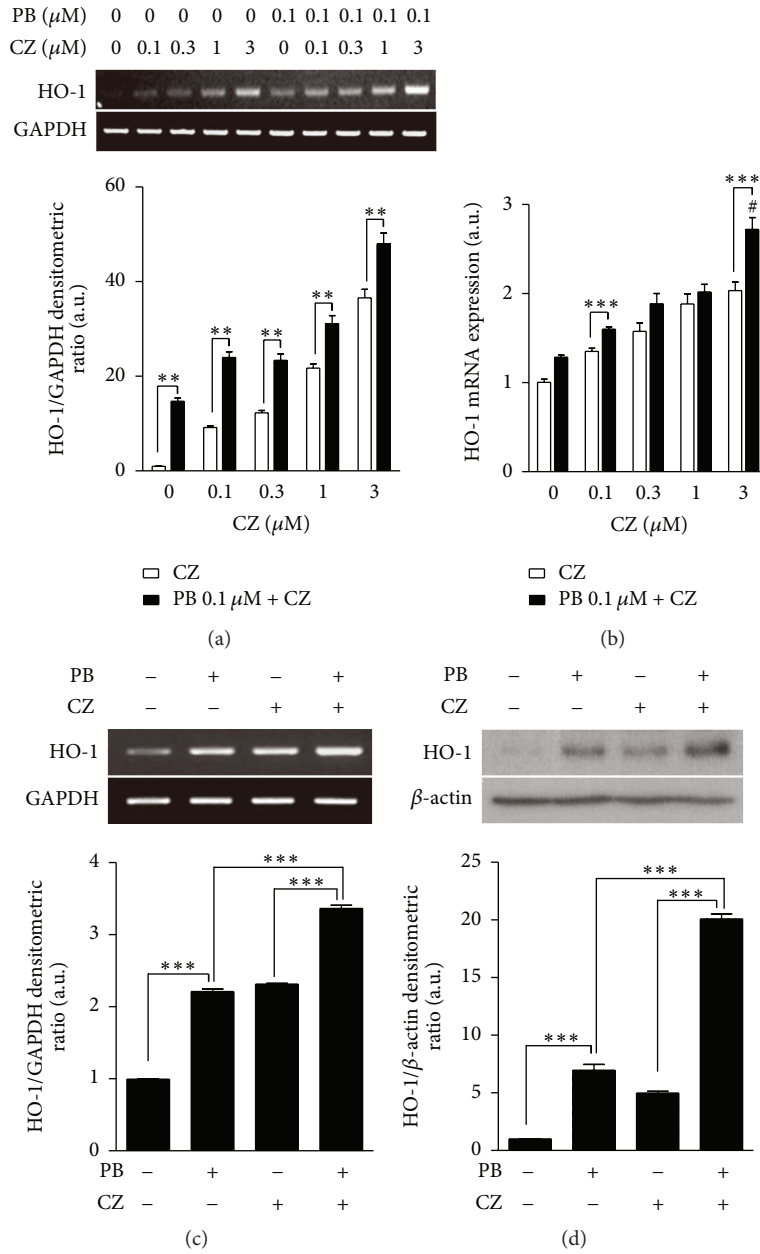 PB (μM) 0 0 0 0 0 0.1 0.1 0.1 0.1 0.1
CZ (μM) 0 0.1 0.3 1 3 0 0.1 0.3 1 3
HO-1
GAPDH
HO-1/GAPDH densitometric
ratio (a.u.)
60
40
20
0
**
**
**
**
**
0 0.1 0.3 1 3
CZ (μM)
CZ
PB 0.1 μM + CZ
(a)
HO-1 mRNA expression (a.u.)
3
2
1
0
***
***
#
0 0.1 0.3 1 3
CZ (μM)
CZ
PB 0.1 μM + CZ
(b)
PB − + − +
CZ − − + +
HO-1
GAPDH
HO-1/GAPDH densitometric
ratio (a.u.)
4
3
2
1
0
***
***
***
PB − + − +
CZ − − + +
(c)
PB − + − +
CZ − − + +
HO-1
β-actin
HO-1/β-actin densitometric
ratio (a.u.)
25
20
15
10
5
0
***
***
***
PB − + − +
CZ − − + +
(d)